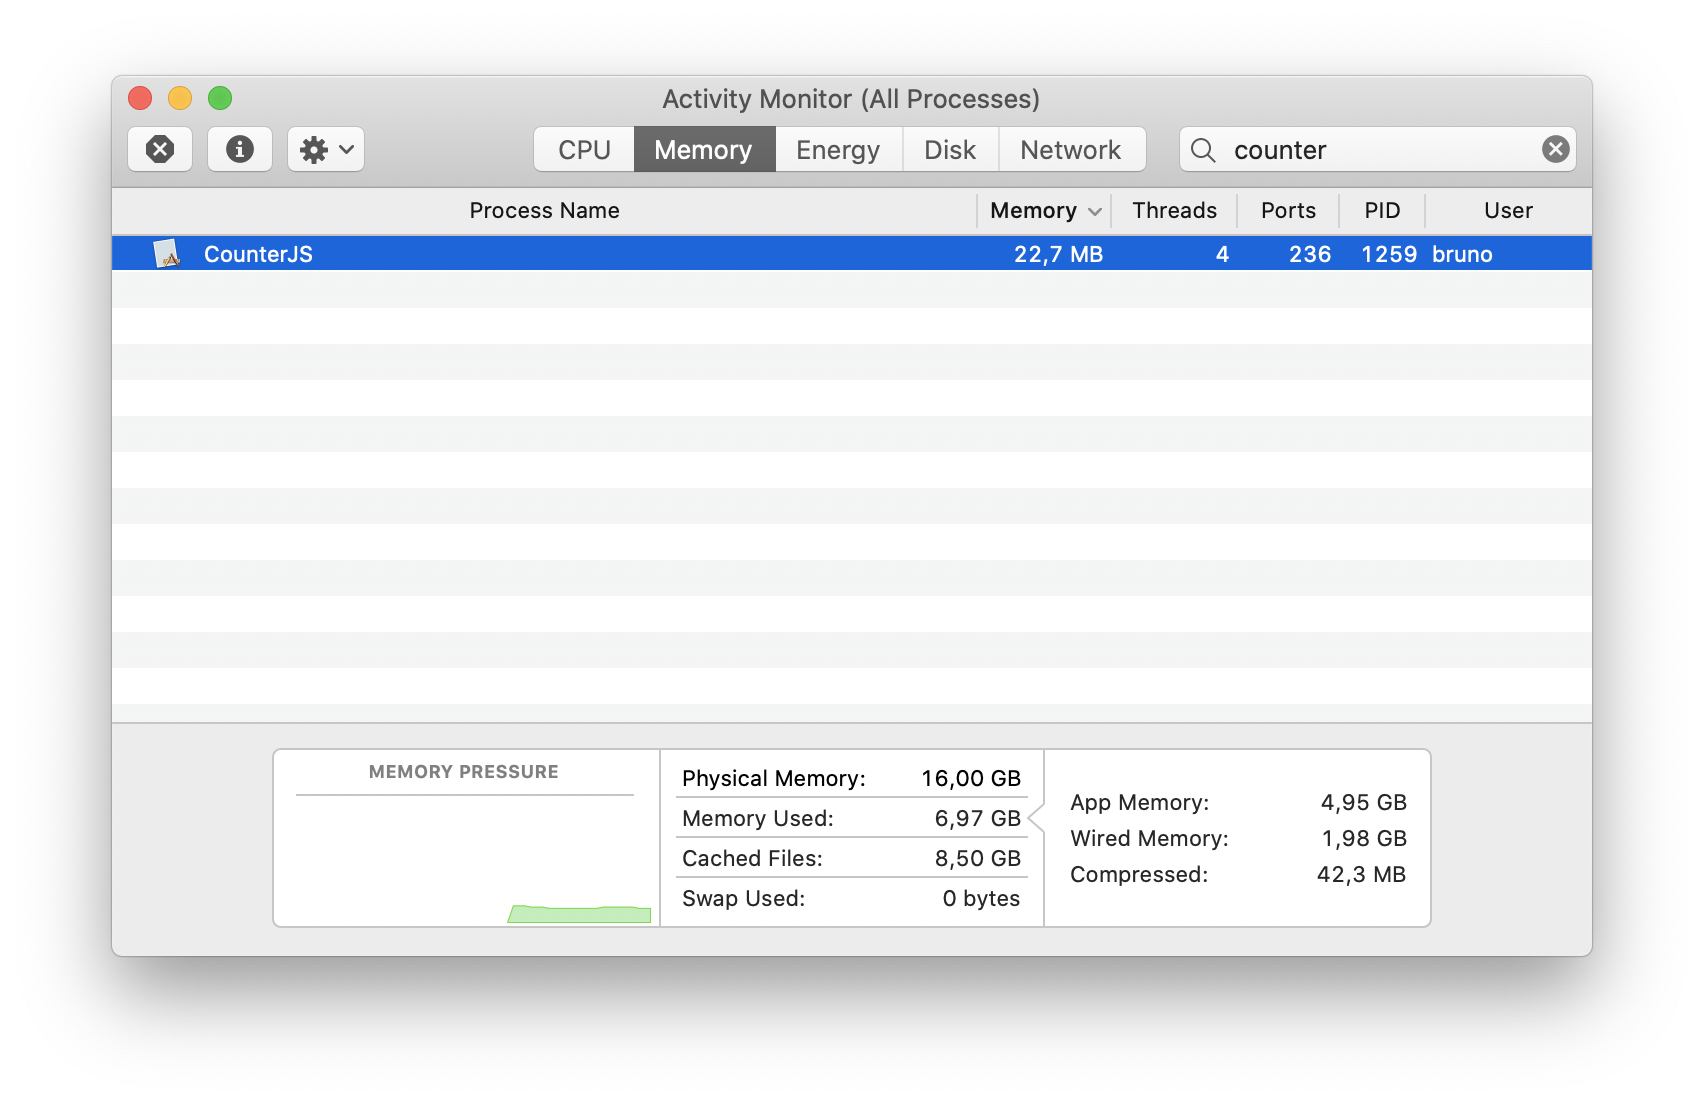 Activity Monitor (All Processes)
CPU Memory Energy Disk Network counter
Process Name Memory Threads Ports PID User
CounterJS 22,7 MB 4 236 1259 bruno
MEMORY PRESSURE
Physical Memory: 16,00 GB
Memory Used: 6,97 GB
Cached Files: 8,50 GB
Swap Used: 0 bytes
App Memory: 4,95 GB
Wired Memory: 1,98 GB
Compressed: 42,3 MB